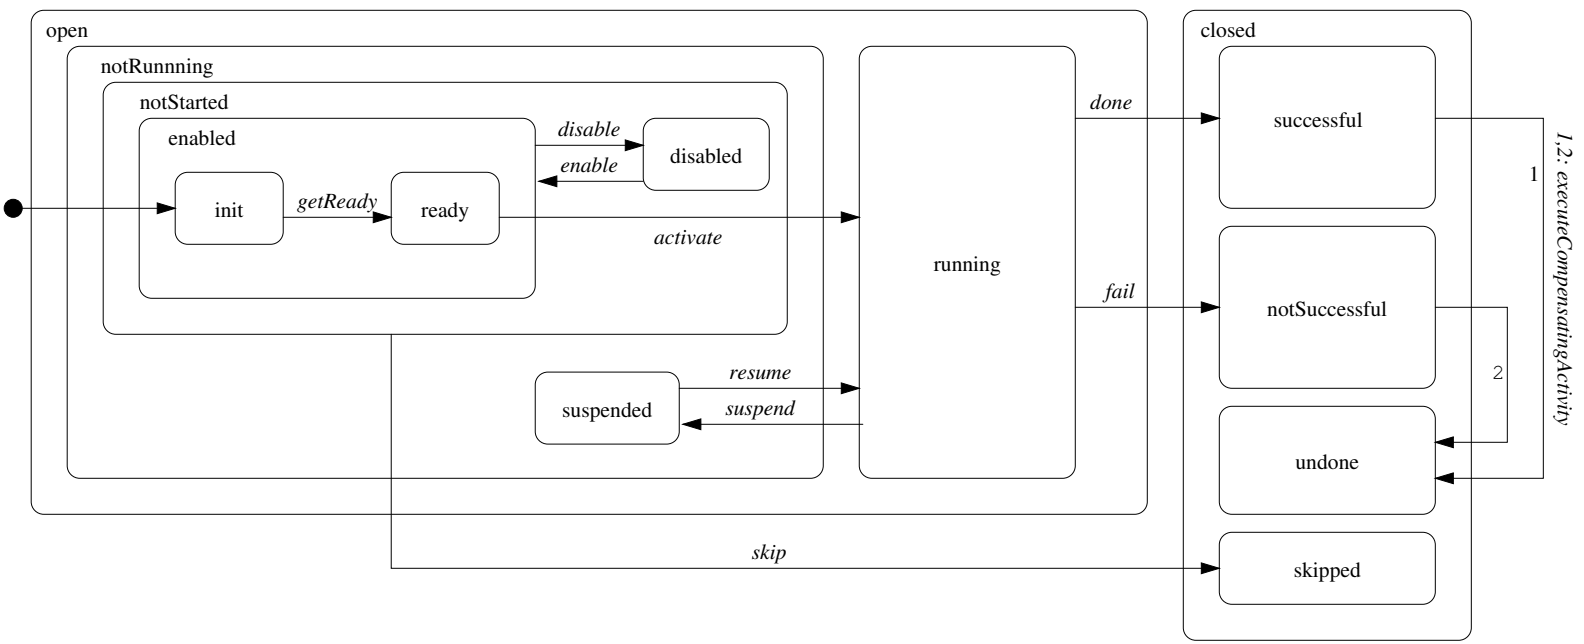 open
closed
notRunnning
notStarted
done
disable
successful
enabled
disabled
enable
1
getReady
init
ready
activate
running
fail
notSuccessful
1,2: executeCompensatingActivity
resume
2
suspended
suspend
undone
skip
skipped